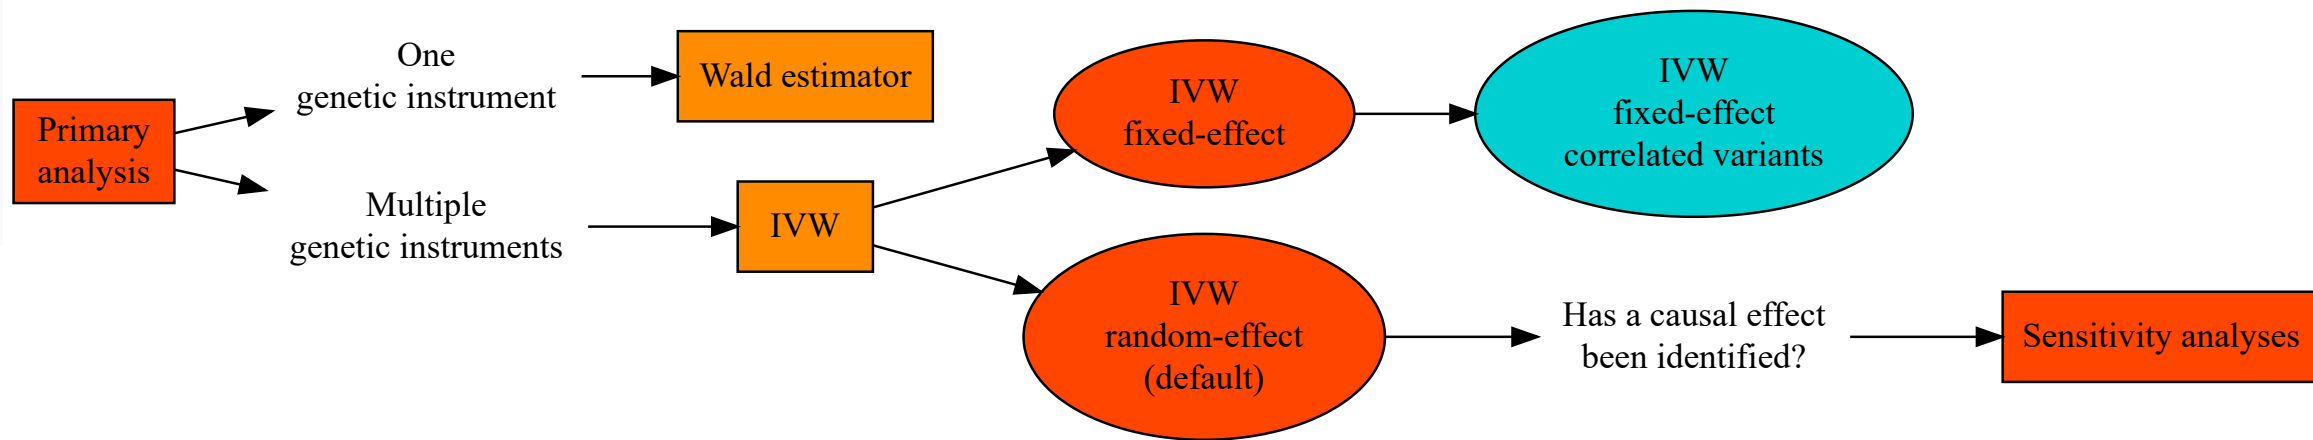 Primary
analysis
One
genetic instrument
Wald estimator
Multiple
genetic instruments
IVW
IVW
fixed-effect
IVW
fixed-effect
correlated variants
IVW
random-effect
(default)
Has a causal effect
been identified?
Sensitivity analyses